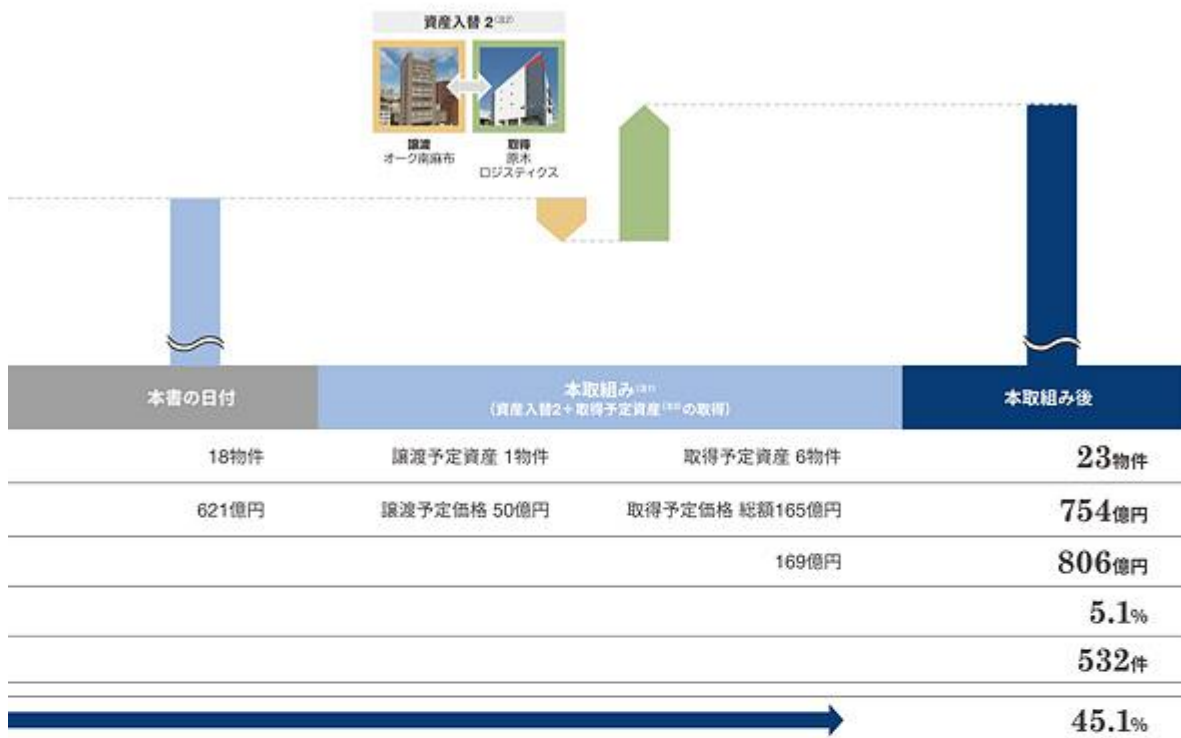 資産入替 2(注2)
譲渡
オーク南麻布
取得
原木
ロジスティクス
本書の日付
本取組み(注1)
(資産入替2+取得予定資産(注3)の取得)
本取組み後
18物件 譲渡予定資産 1物件 取得予定資産 6物件 23物件
621億円 譲渡予定価格 50億円 取得予定価格 総額165億円 754億円
169億円 806億円
5.1%
532件
45.1%